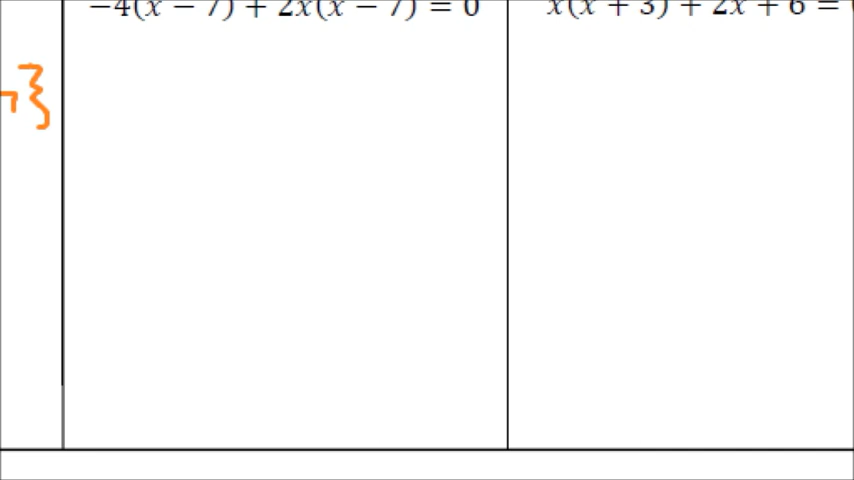 −4(x − 7) + 2x(x − 7) = 0
x(x + 3) + 2x + 6 =
}